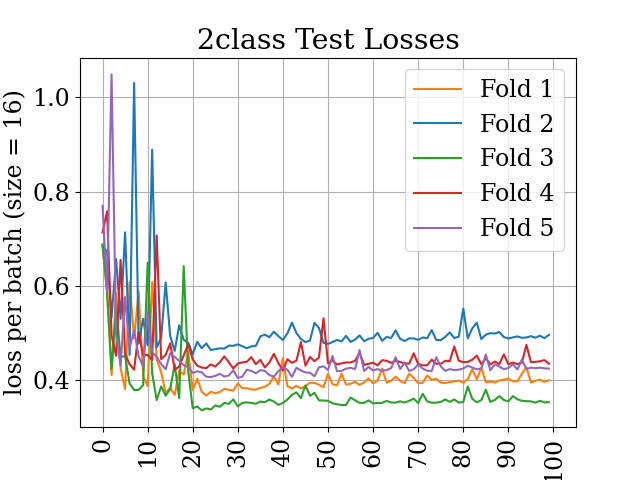 2class Test Losses
loss per batch (size = 16)
1.0
0.8
0.6
0.4
0
10
20
30
40
50
60
70
80
90
100
Fold 1
Fold 2
Fold 3
Fold 4
Fold 5